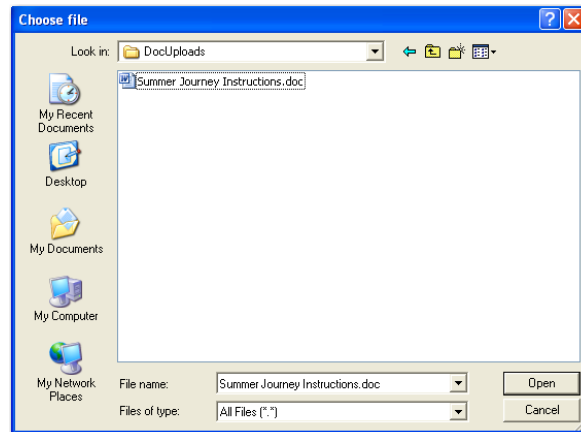 Choose file
?
X
Look in: DocUploads
Summer Journey Instructions.doc
My Recent
Documents
Desktop
My Documents
My Computer
My Network
Places
File name: Summer Journey Instructions.doc Open
Files of type: All Files (*.*) Cancel